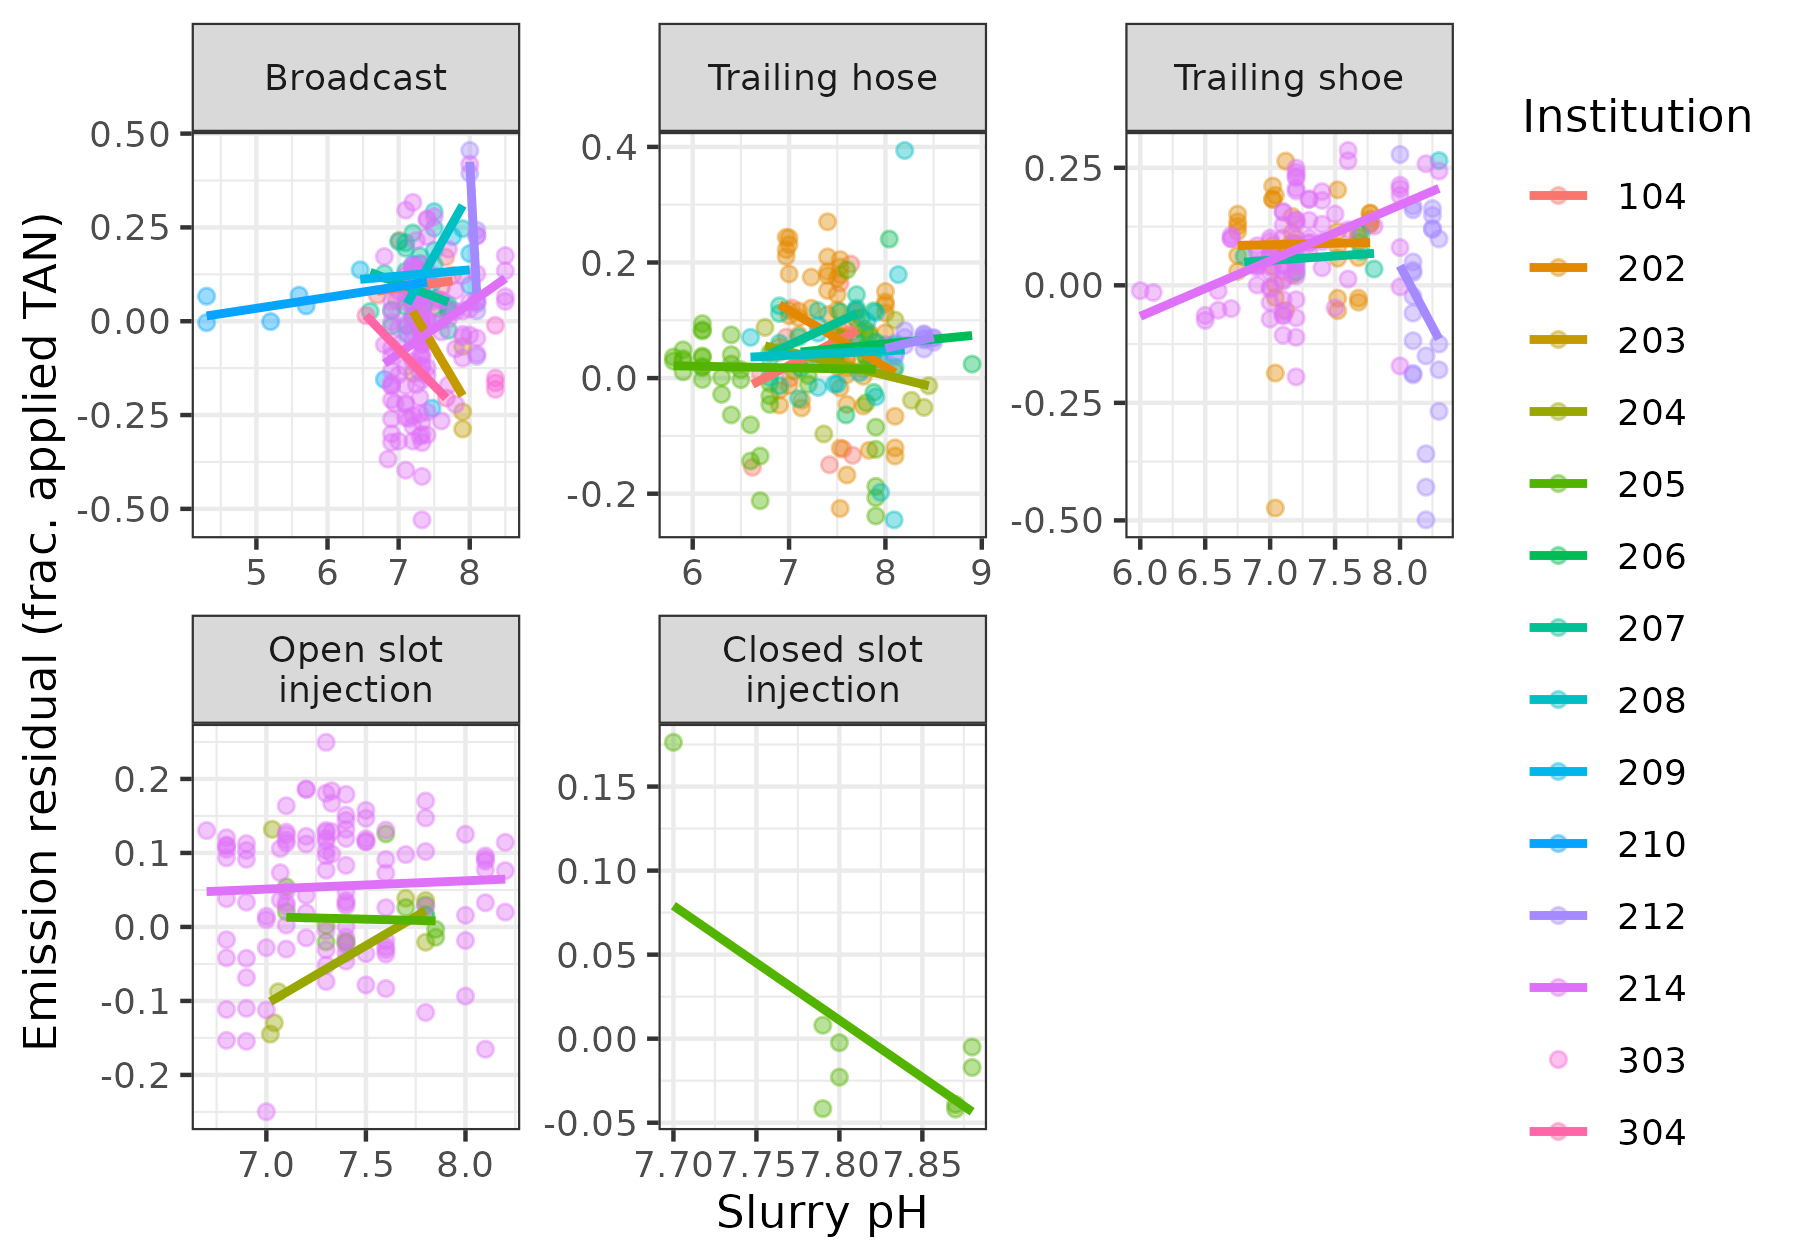 Broadcast
Trailing hose
Trailing shoe
0.50
0.25
0.00
-0.25
-0.50
5 6 7 8
0.4
0.2
0.0
-0.2
6 7 8 9
0.25
0.00
-0.25
-0.50
6.0 6.5 7.0 7.5 8.0
Open slot
injection
Closed slot
injection
0.2
0.1
0.0
-0.1
-0.2
7.0 7.5 8.0
0.15
0.10
0.05
0.00
-0.05
7.70 7.75 7.80 7.85
Emission residual (frac. applied TAN)
Slurry pH
Institution
104
202
203
204
205
206
207
208
209
210
212
214
303
304